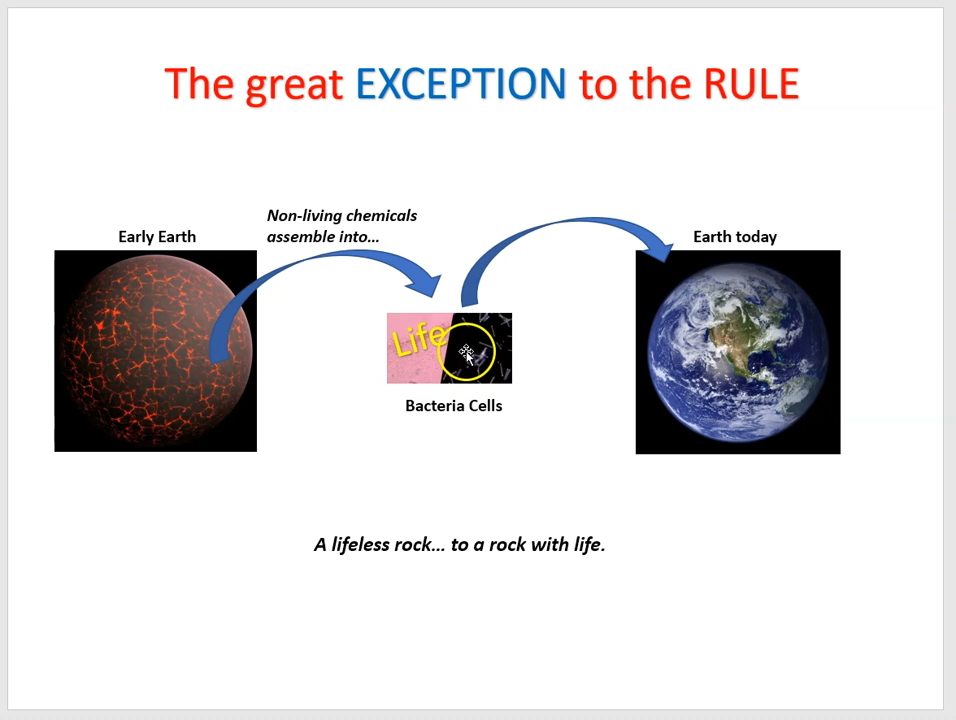 The great EXCEPTION to the RULE
Non-living chemicals
assemble into...
Early Earth
Earth today
Life
Bacteria Cells
A lifeless rock... to a rock with life.